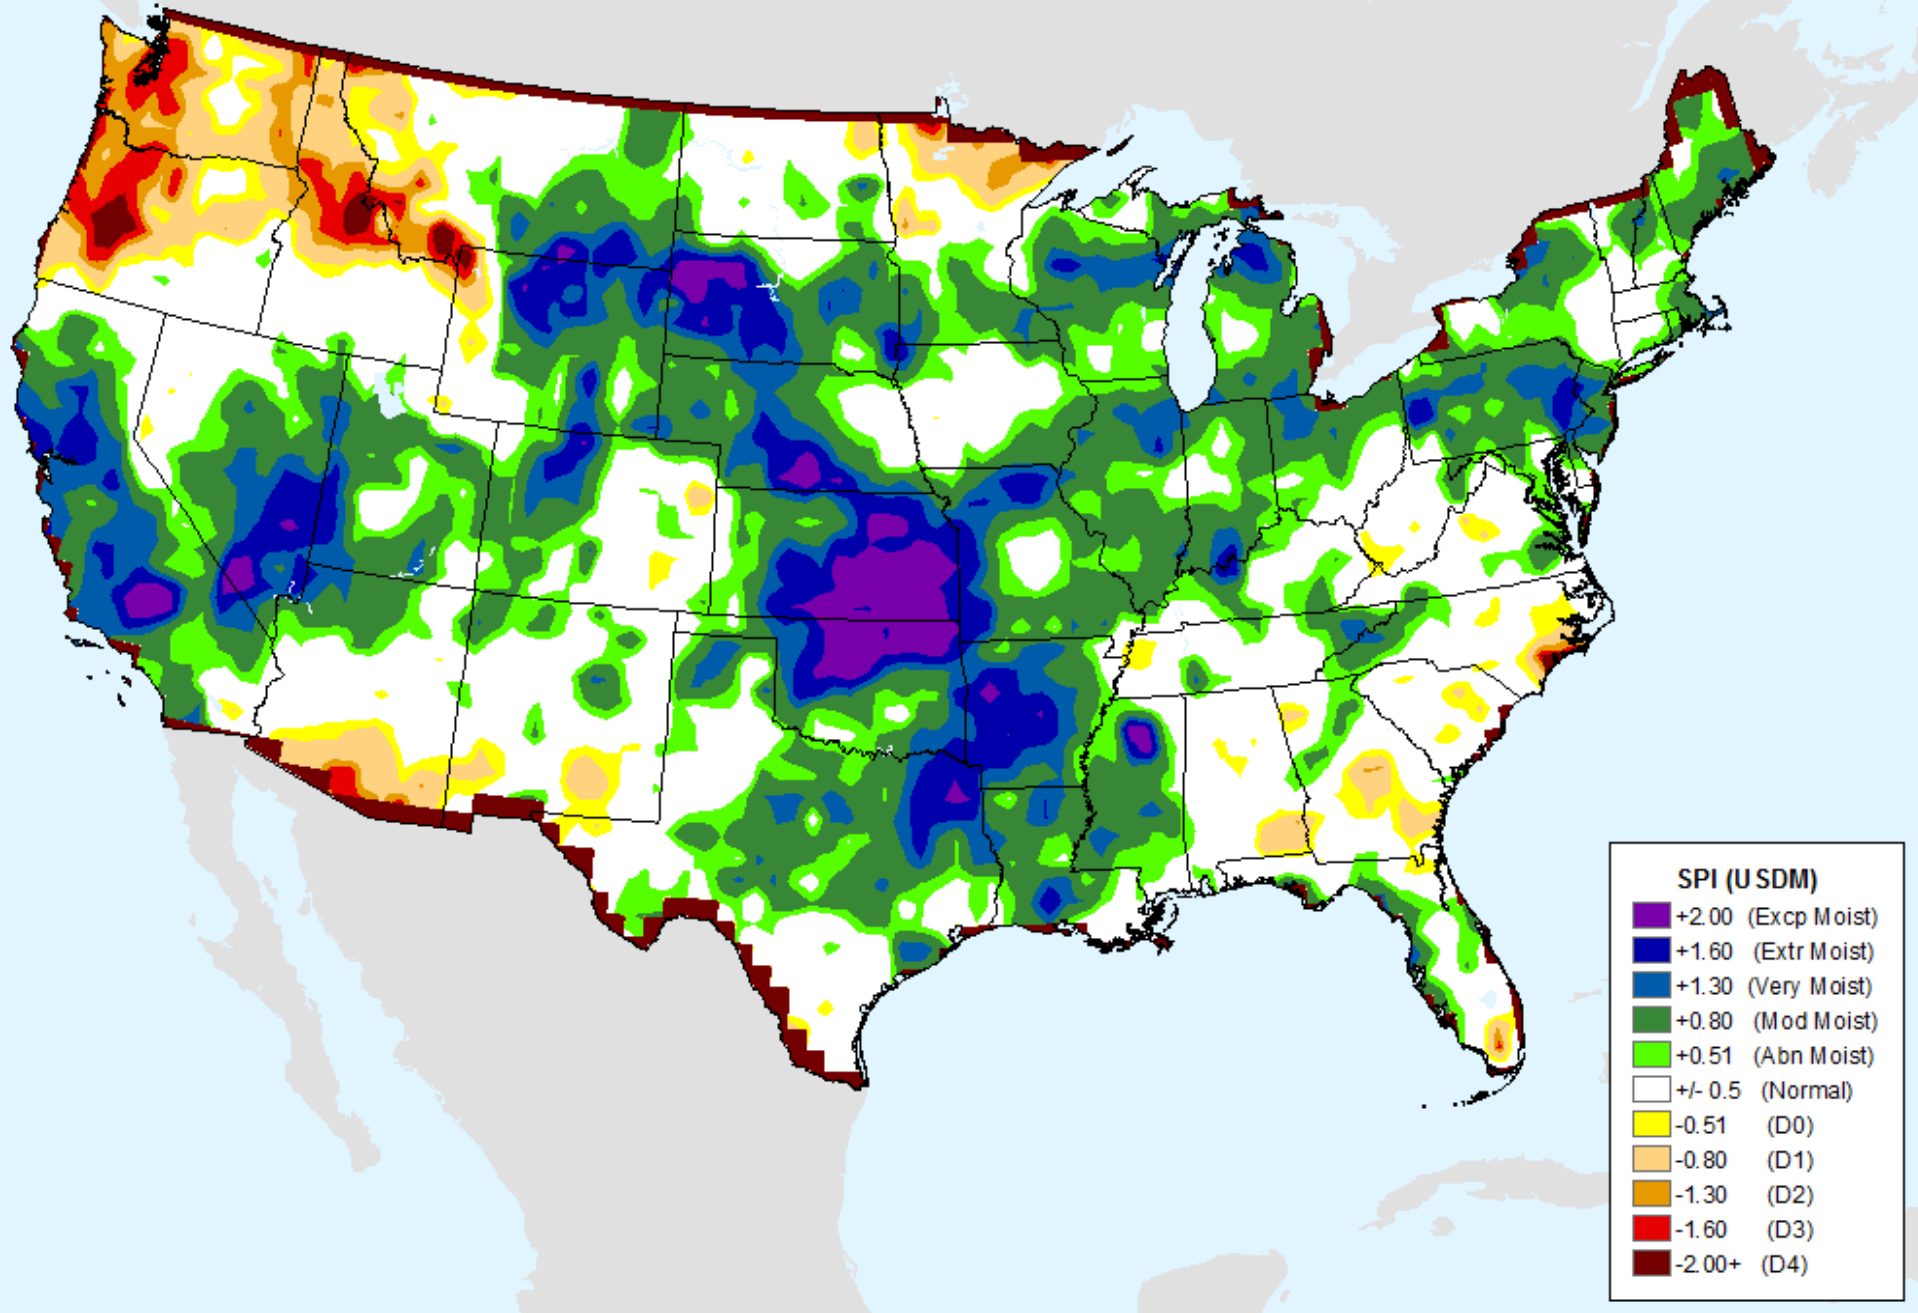 SPI (USDM)
+2.00 (Excp Moist)
+1.60 (Extr Moist)
+1.30 (Very Moist)
+0.80 (Mod Moist)
+0.51 (Abn Moist)
+/- 0.5 (Normal)
-0.51 (D0)
-0.80 (D1)
-1.30 (D2)
-1.60 (D3)
-2.00+ (D4)